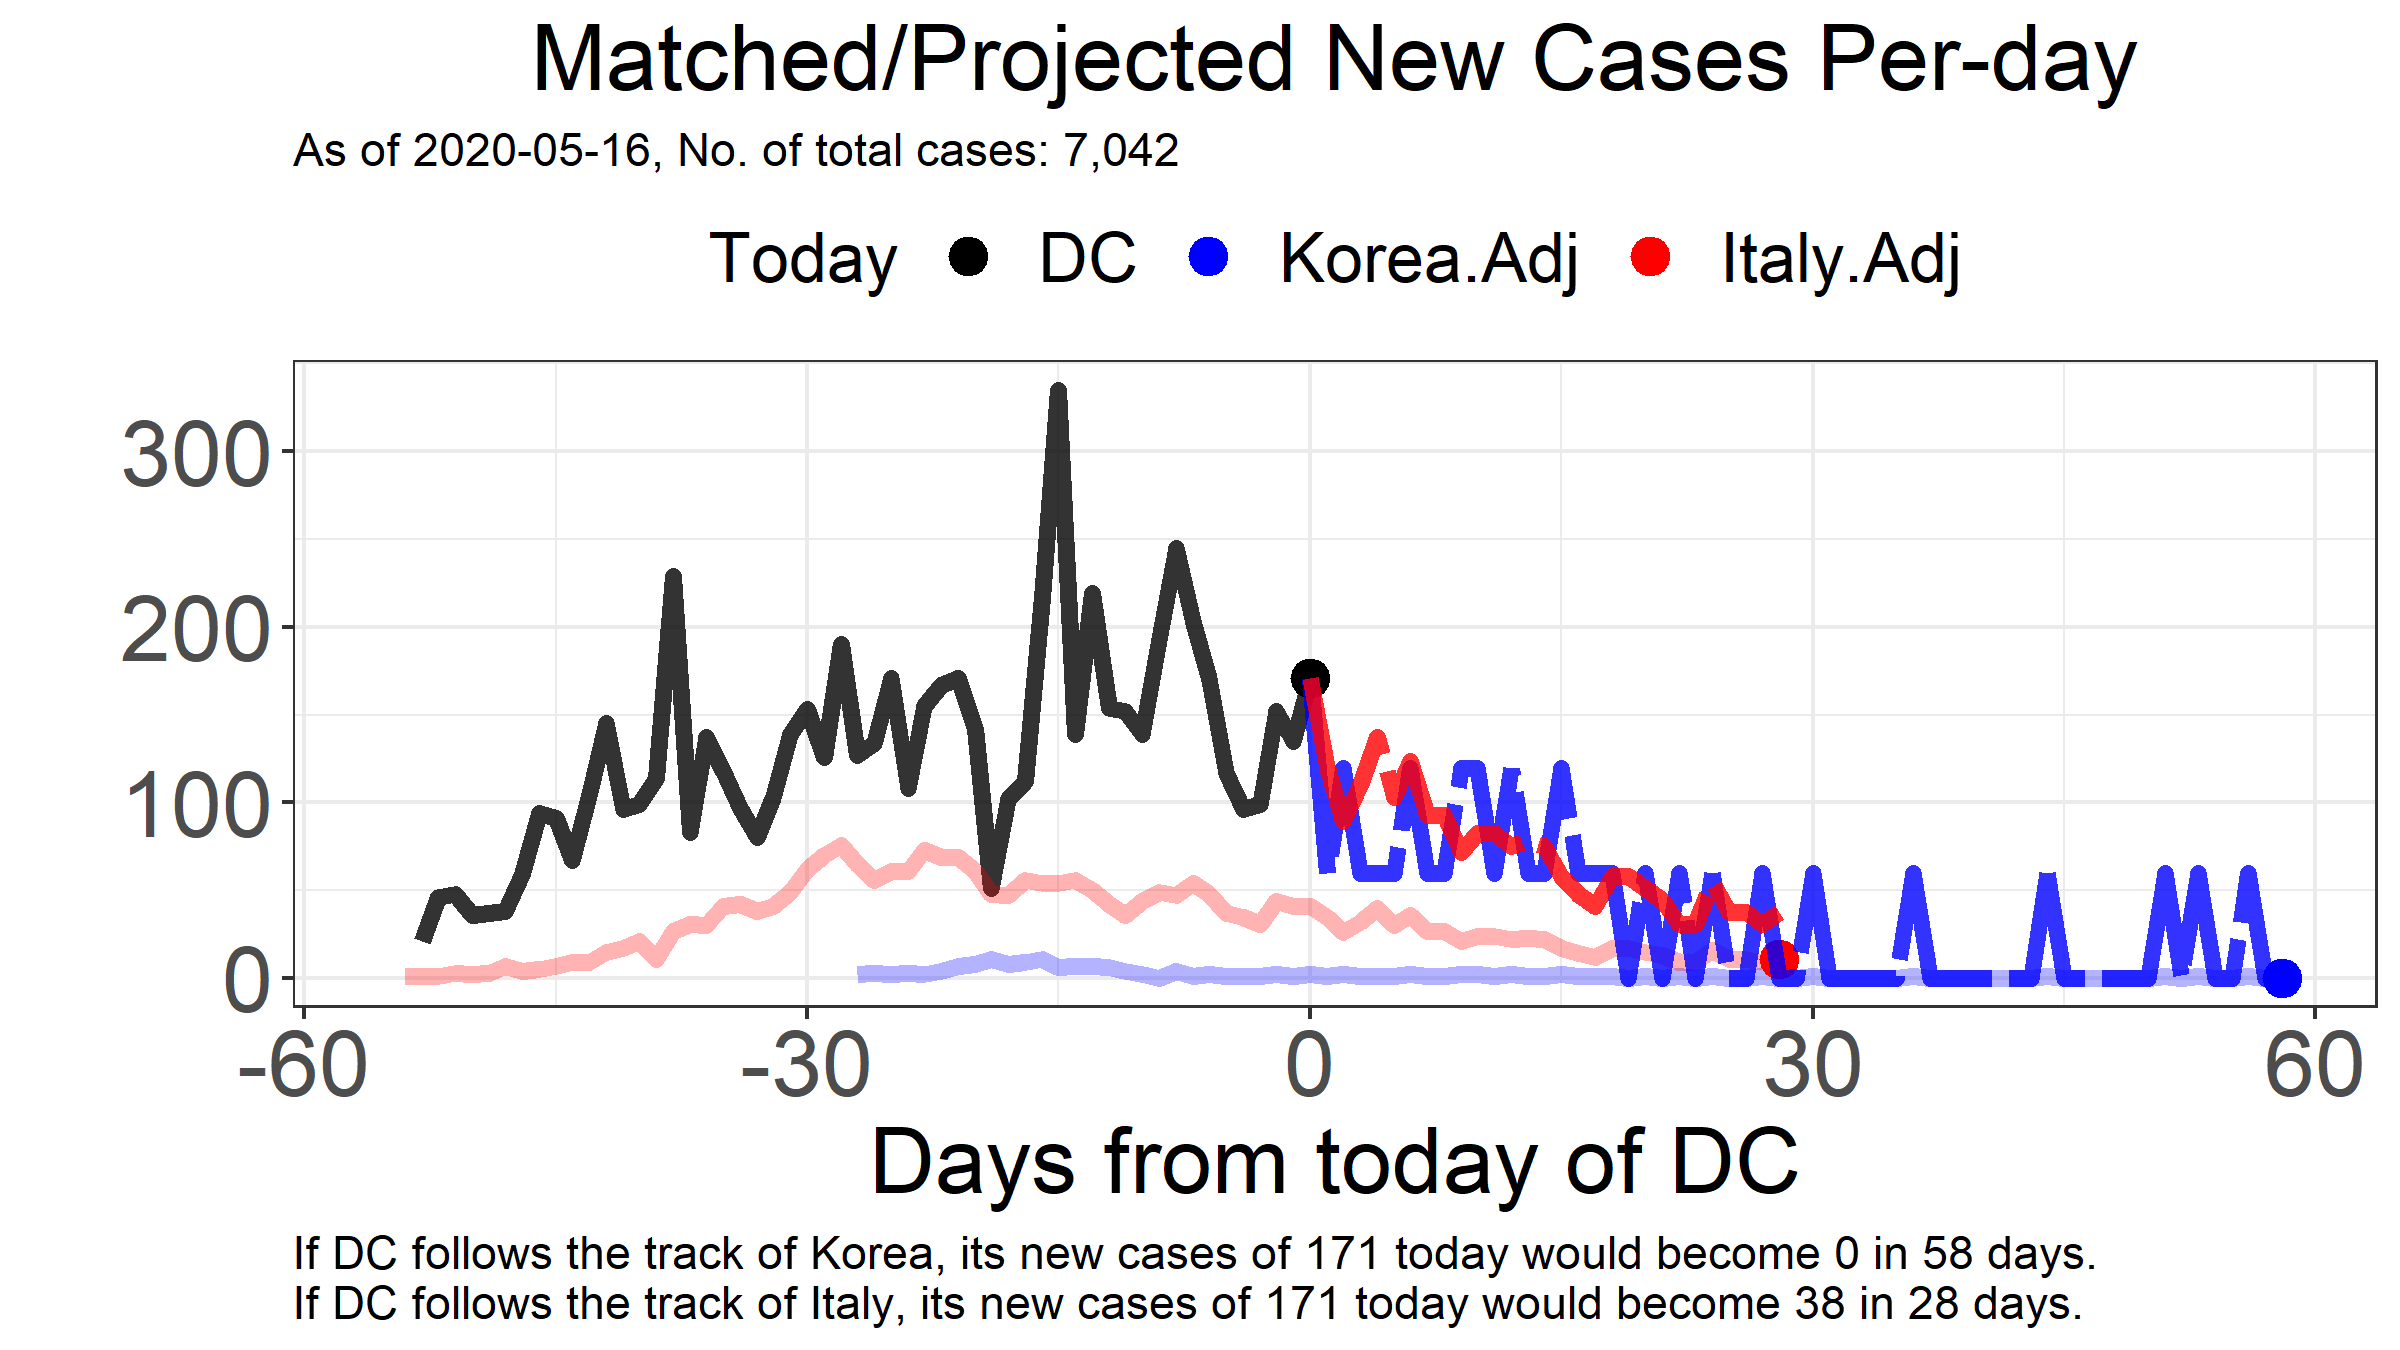 Matched/Projected New Cases Per-day
As of 2020-05-16, No. of total cases: 7,042
Today DC Korea.Adj Italy.Adj
300
200
100
0
-60 -30 0 30 60
Days from today of DC
If DC follows the track of Korea, its new cases of 171 today would become 0 in 58 days.
If DC follows the track of Italy, its new cases of 171 today would become 38 in 28 days.